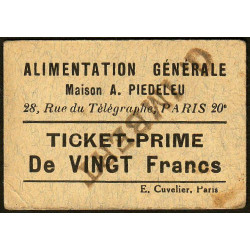 ALIMENTATION GÉNÉRALE
Maison A. PIEDELEU
28, Rue du Télégraphe, PARIS 20e
TICKET-PRIME
De VINGT Francs
E. Cuvelier, Paris